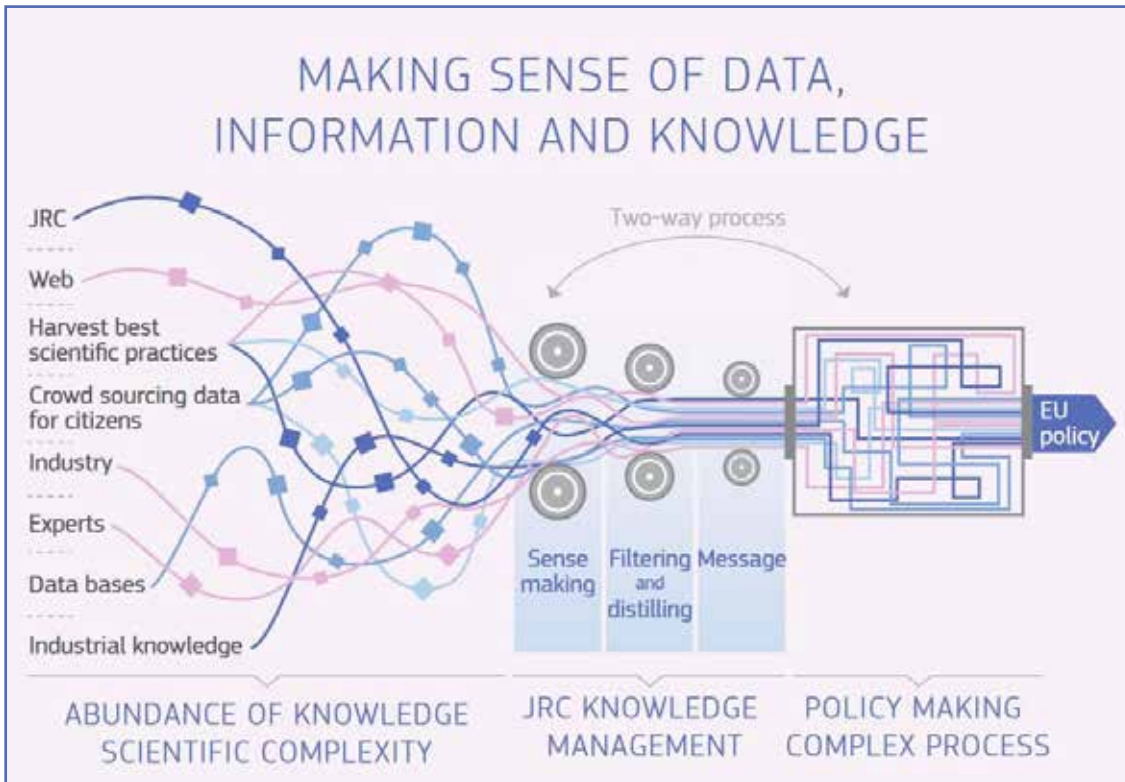 MAKING SENSE OF DATA,
INFORMATION AND KNOWLEDGE
Two-way process
JRC
Web
Harvest best
scientific practices
Crowd sourcing data
for citizens
Industry
Experts
Data bases
Industrial knowledge
Sense
making
Filtering
and
distilling
Message
EU
policy
ABUNDANCE OF KNOWLEDGE
SCIENTIFIC COMPLEXITY
JRC KNOWLEDGE
MANAGEMENT
POLICY MAKING
COMPLEX PROCESS